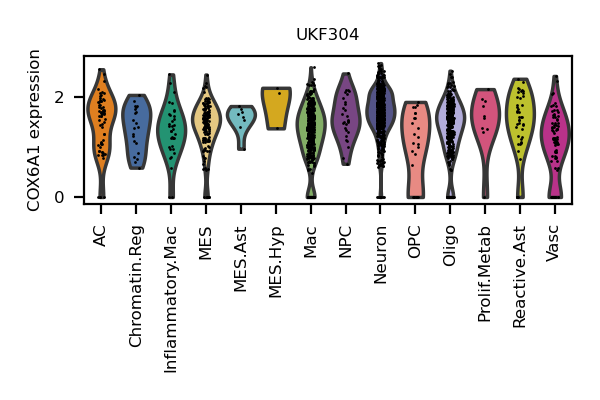 UKF304
COX6A1 expression
2
0
AC
Chromatin.Reg
Inflammatory.Mac
MES
MES.Ast
MES.Hyp
Mac
NPC
Neuron
OPC
Oligo
Prolif.Metab
Reactive.Ast
Vasc